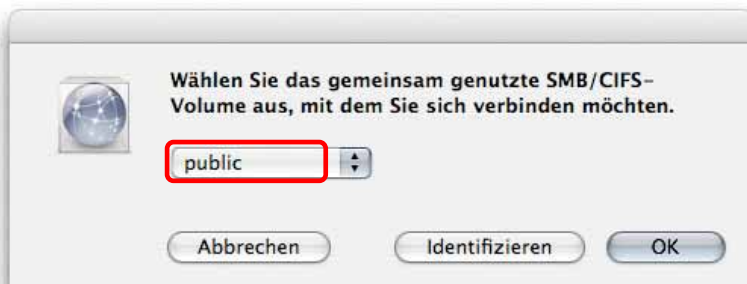 Wählen Sie das gemeinsam genutzte SMB/CIFS-
Volume aus, mit dem Sie sich verbinden möchten.
public
Abbrechen Identifizieren OK